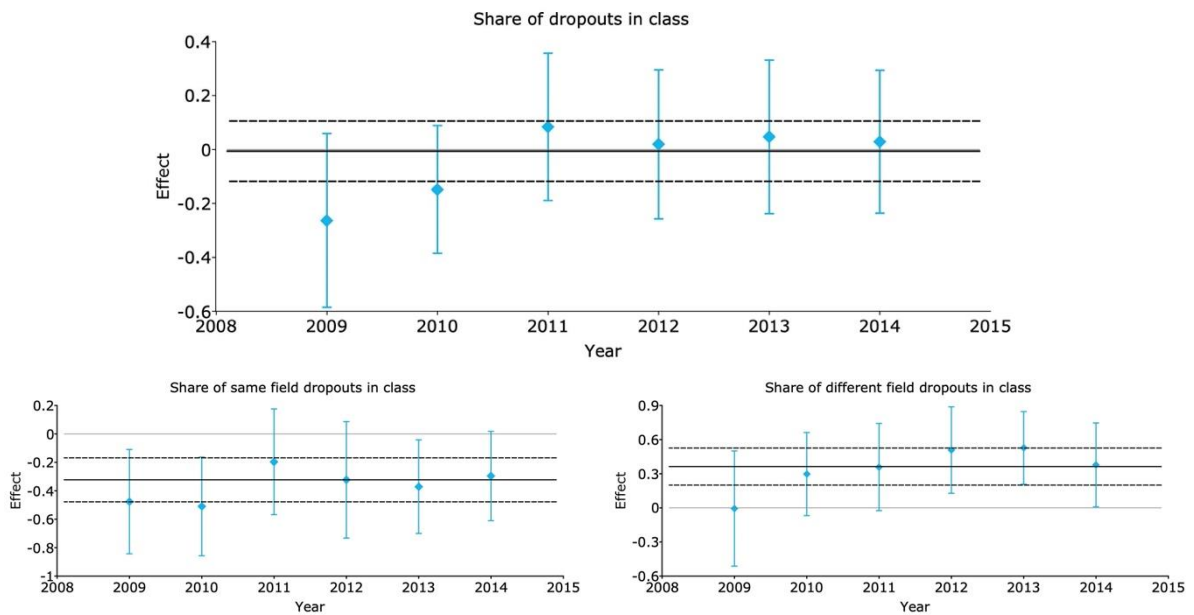 Share of dropouts in class
0.4
0.2
0
-0.2
-0.4
-0.6
Effect
2008 2009 2010 2011 2012 2013 2014 2015
Year
Share of same field dropouts in class
0.2
0
-0.2
-0.4
-0.6
-0.8
-1
Effect
2008 2009 2010 2011 2012 2013 2014 2015
Share of different field dropouts in class
0.9
0.6
0.3
0
-0.3
-0.6
Effect
2008 2009 2010 2011 2012 2013 2014 2015